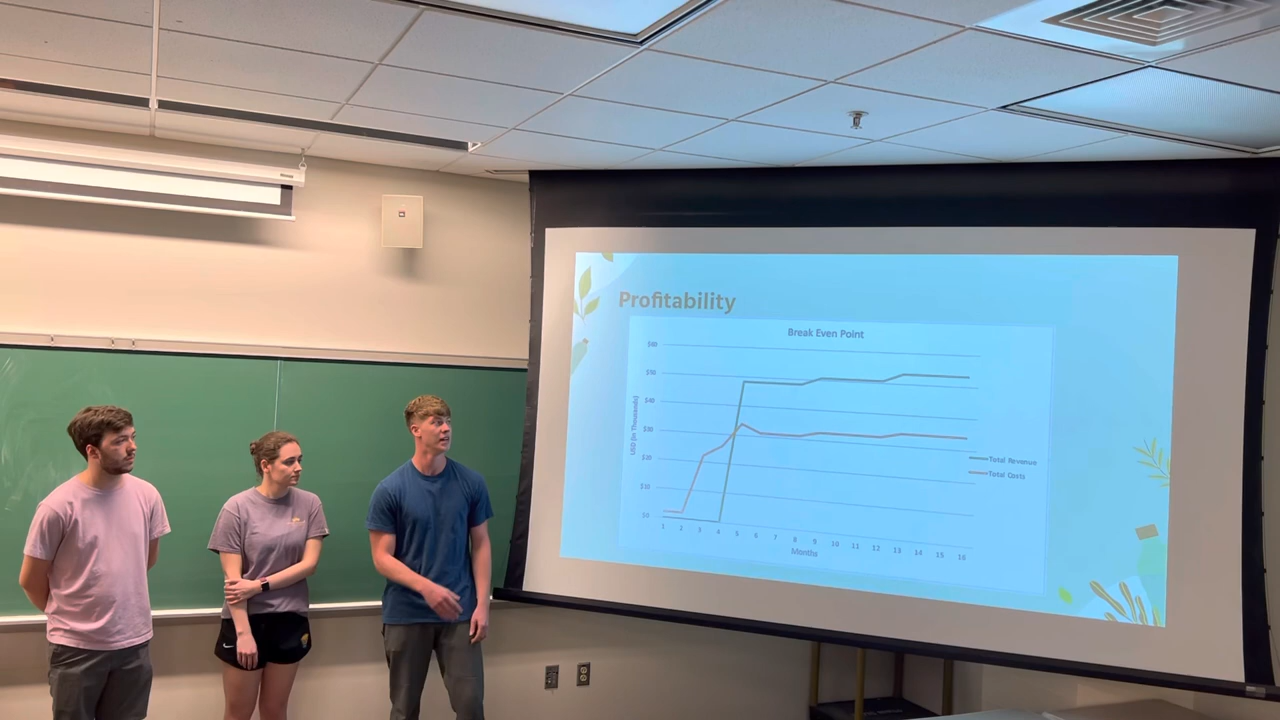 Profitability
Break Even Point
$60
$50
$40
$30
$20
$10
$0
USD (in Thousands)
1 2 3 4 5 6 7 8 9 10 11 12 13 14 15 16
Months
Total Revenue
Total Costs